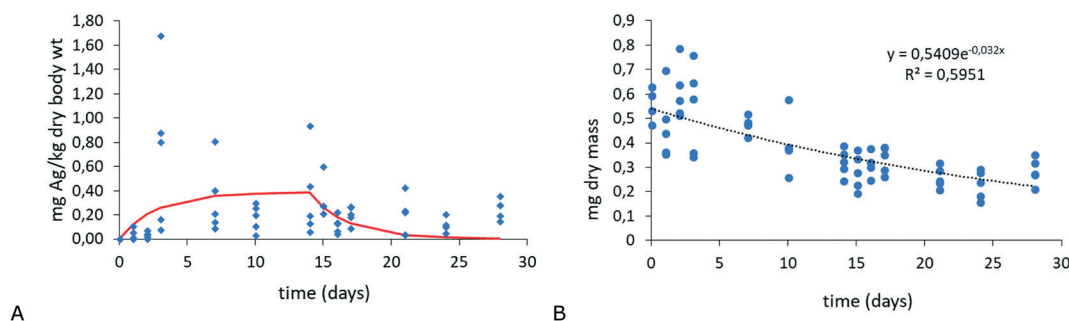 mg Ag/kg dry body wt
1,80
1,60
1,40
1,20
1,00
0,80
0,60
0,40
0,20
0,00
0 5 10 15 20 25 30
time (days)
A
mg dry mass
0,9
0,8
0,7
0,6
0,5
0,4
0,3
0,2
0,1
0
y = 0,5409e-0,032x
R² = 0,5951
0 5 10 15 20 25 30
time (days)
B